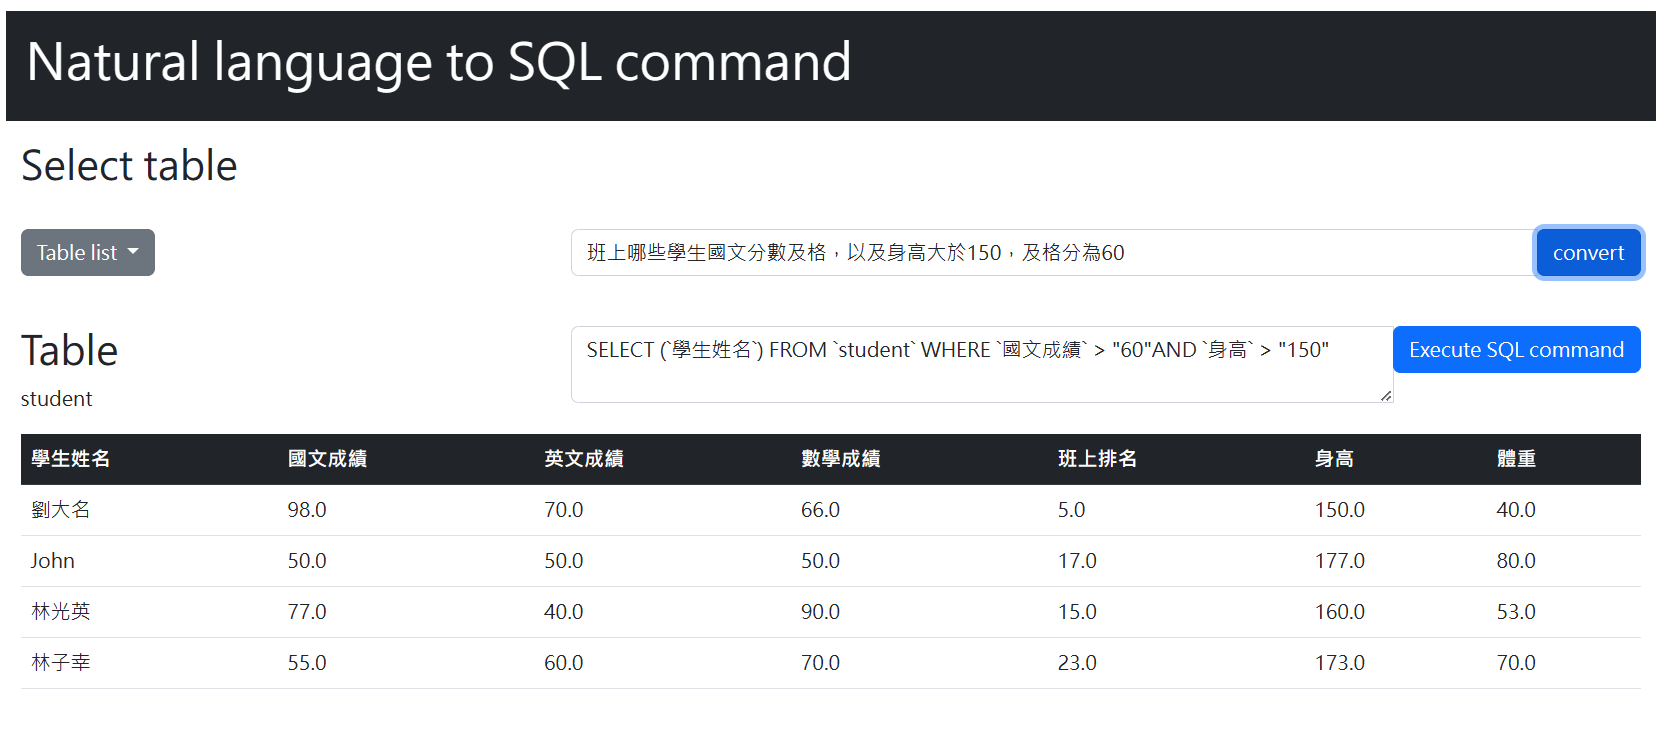 Natural language to SQL command
Select table
Table list
班上哪些學生國文分數及格，以及身高大於150，及格分為60
convert
Table
student
SELECT (`學生姓名`) FROM `student` WHERE `國文成績` > "60"AND `身高` > "150"
Execute SQL command
學生姓名 國文成績 英文成績 數學成績 班上排名 身高 體重
劉大名 98.0 70.0 66.0 5.0 150.0 40.0
John 50.0 50.0 50.0 17.0 177.0 80.0
林光英 77.0 40.0 90.0 15.0 160.0 53.0
林子幸 55.0 60.0 70.0 23.0 173.0 70.0